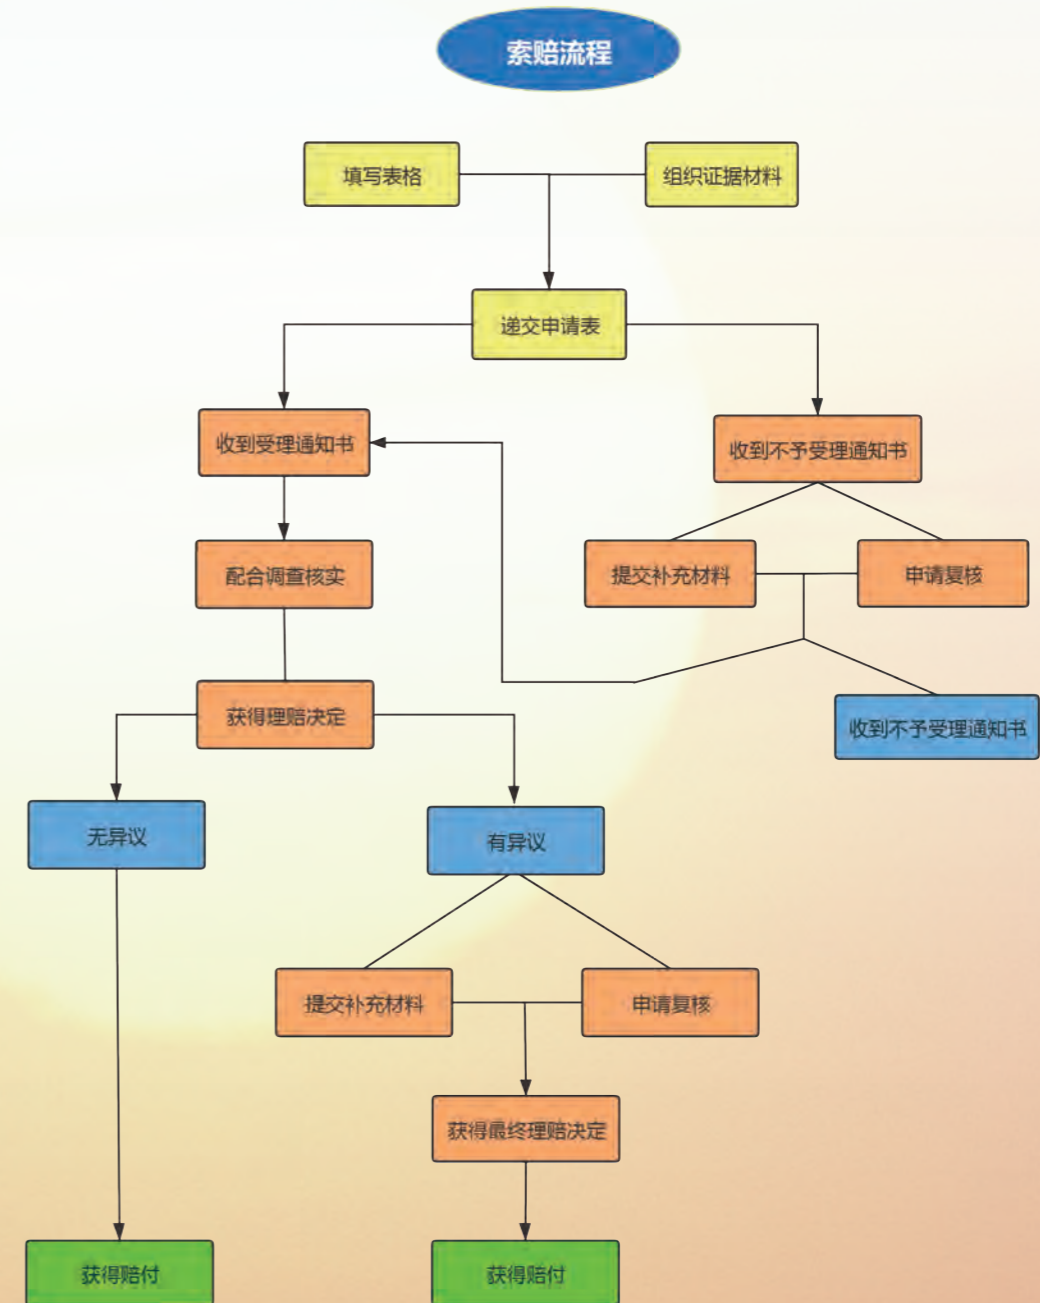 索赔流程
填写表格
组织证据材料
递交申请表
收到受理通知书
收到不予受理通知书
配合调查核实
提交补充材料
申请复核
获得理赔决定
收到不予受理通知书
无异议
有异议
提交补充材料
申请复核
获得最终理赔决定
获得赔付
获得赔付